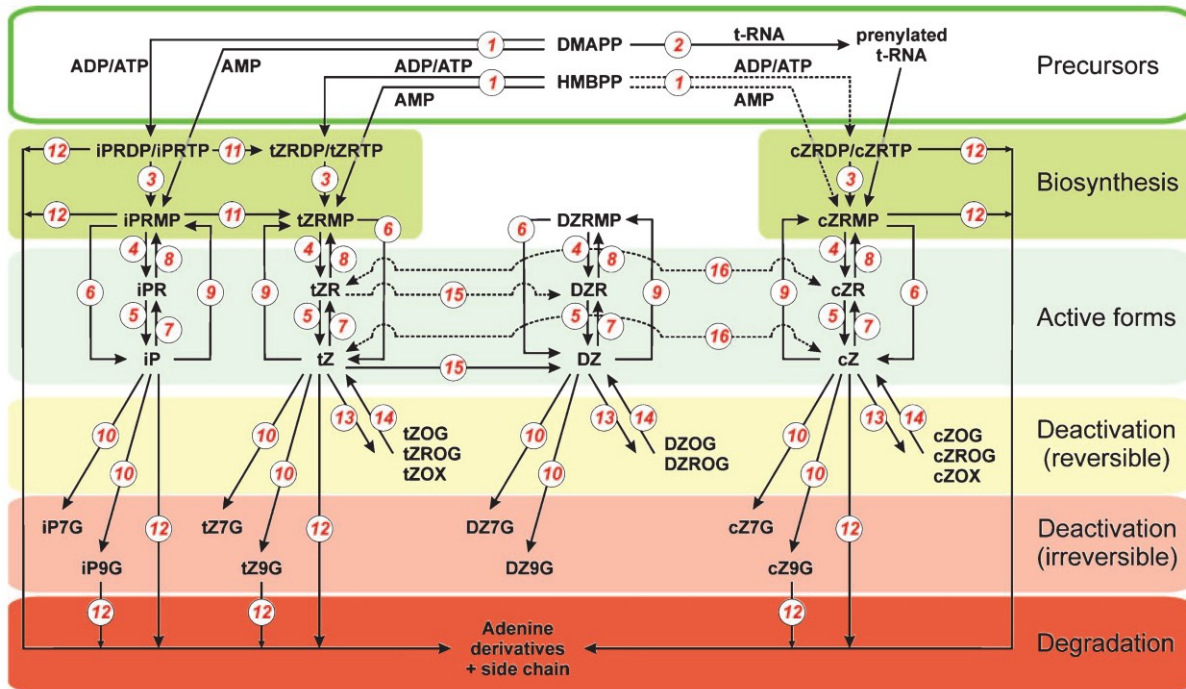 1 DMAPP 2 t-RNA prenylated
t-RNA
Precursors
ADP/ATP AMP ADP/ATP ADP/ATP
1 HMBPP 1
AMP AMP
12 iPRDP/iPRTP 11 tZRDP/tZRTP cZRDP/cZRTP 12
3 3 3
Biosynthesis
12 iPRMP 11 tZRMP 6 6 DZRMP cZRMP 12
4 8 4 8 4 8 16 4 8
6 iPR 9 9 tZR 15 DZR 9 9 cZR 6
Active forms
5 7 5 7 5 7 16 5 7
iP tZ 15 DZ cZ
10 10 13 14 10 13 14 10 13 14
tZOG
tZROG
tZOX
DZOG
DZROG
cZOG
cZROG
cZOX
Deactivation
(reversible)
10 10 10 10
iP7G 12 tZ7G 12 DZ7G cZ7G 12
Deactivation
(irreversible)
iP9G tZ9G DZ9G cZ9G
12 12 12
Adenine
derivatives
+ side chain
Degradation